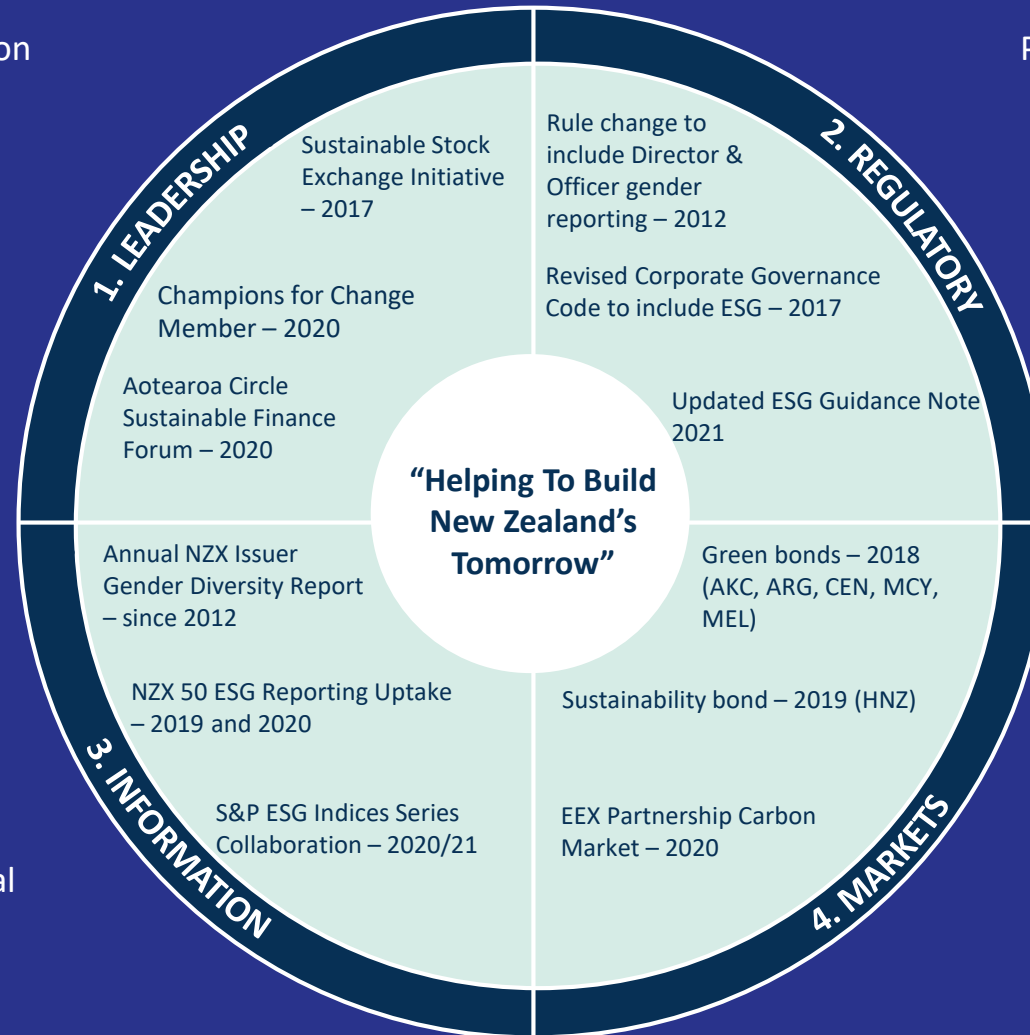 on
P
1. LEADERSHIP
Sustainable Stock
Exchange Initiative
– 2017
Champions for Change
Member – 2020
Aotearoa Circle
Sustainable Finance
Forum – 2020
2. REGULATORY
Rule change to
include Director &
Officer gender
reporting – 2012
Revised Corporate Governance
Code to include ESG – 2017
Updated ESG Guidance Note
2021
“Helping To Build
New Zealand’s
Tomorrow”
3. INFORMATION
Annual NZX Issuer
Gender Diversity Report
– since 2012
NZX 50 ESG Reporting Uptake
– 2019 and 2020
S&P ESG Indices Series
Collaboration – 2020/21
al
4. MARKETS
Green bonds – 2018
(AKC, ARG, CEN, MCY,
MEL)
Sustainability bond – 2019 (HNZ)
EEX Partnership Carbon
Market – 2020